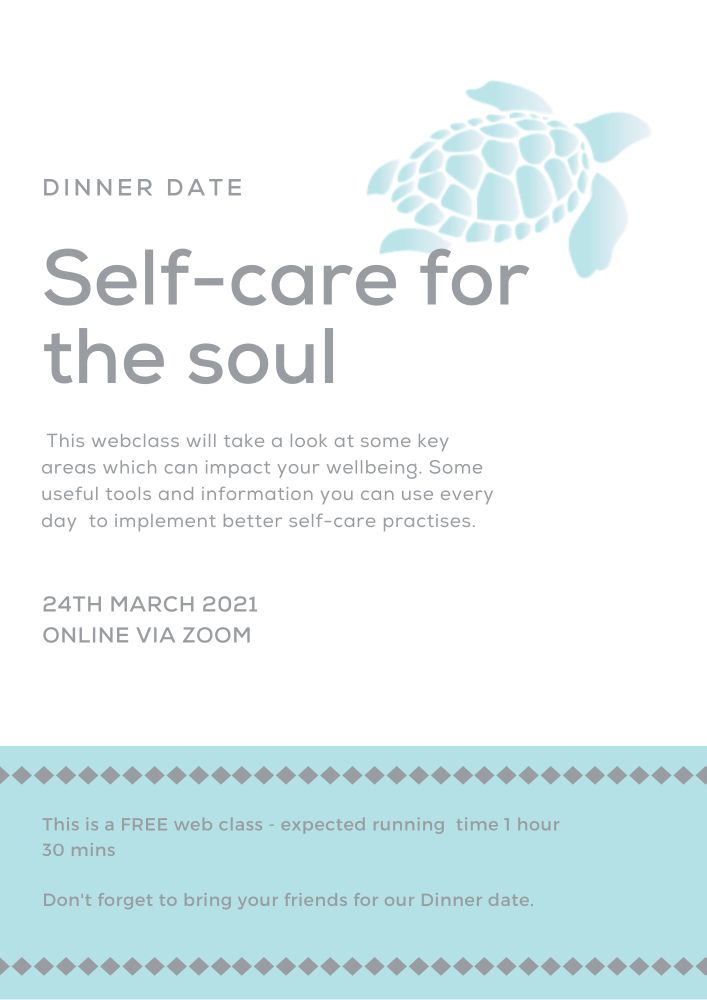 DINNER DATE
Self-care for
the soul
This webclass will take a look at some key
areas which can impact your wellbeing. Some
useful tools and information you can use every
day  to implement better self-care practises.
24TH MARCH 2021
ONLINE VIA ZOOM
This is a FREE web class - expected running  time 1 hour
30 mins
Don't forget to bring your friends for our Dinner date.